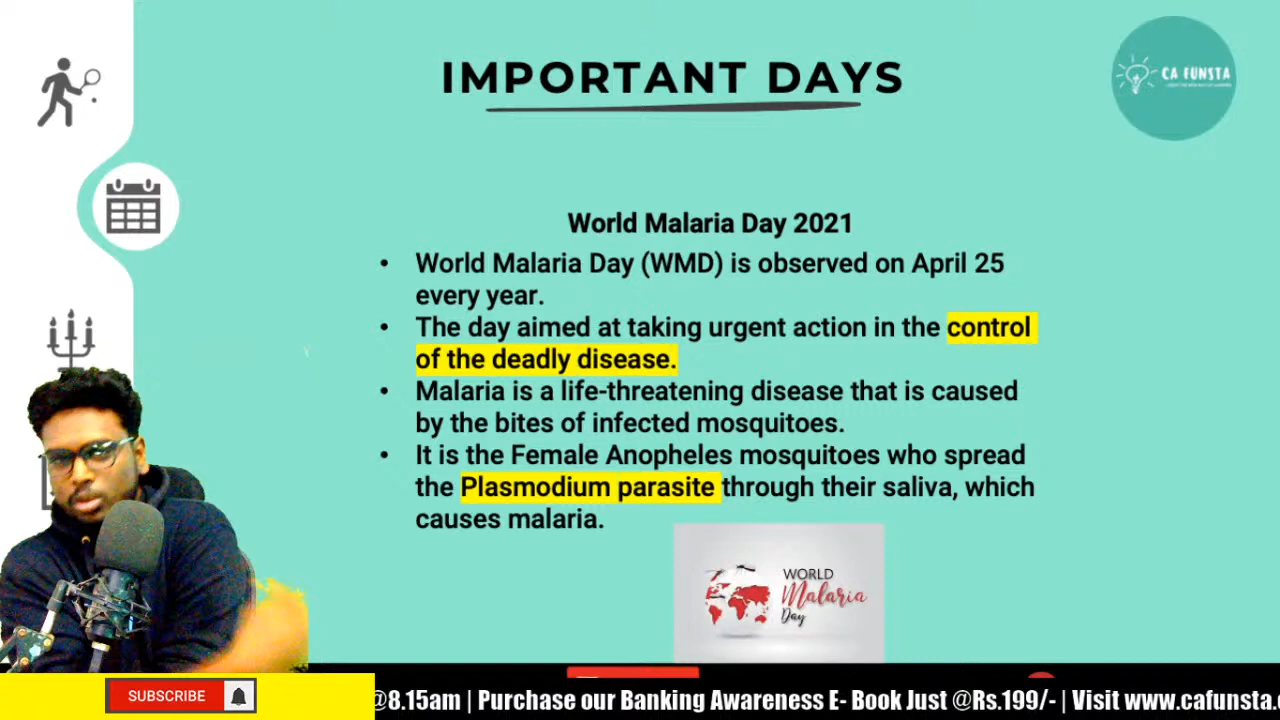 IMPORTANT DAYS
CA FUNSTA
World Malaria Day 2021
• World Malaria Day (WMD) is observed on April 25
every year.
• The day aimed at taking urgent action in the control
of the deadly disease.
• Malaria is a life-threatening disease that is caused
by the bites of infected mosquitoes.
• It is the Female Anopheles mosquitoes who spread
the Plasmodium parasite through their saliva, which
causes malaria.
WORLD
Malaria
Day
SUBSCRIBE
@8.15am | Purchase our Banking Awareness E- Book Just @Rs.199/- | Visit www.cafunsta.